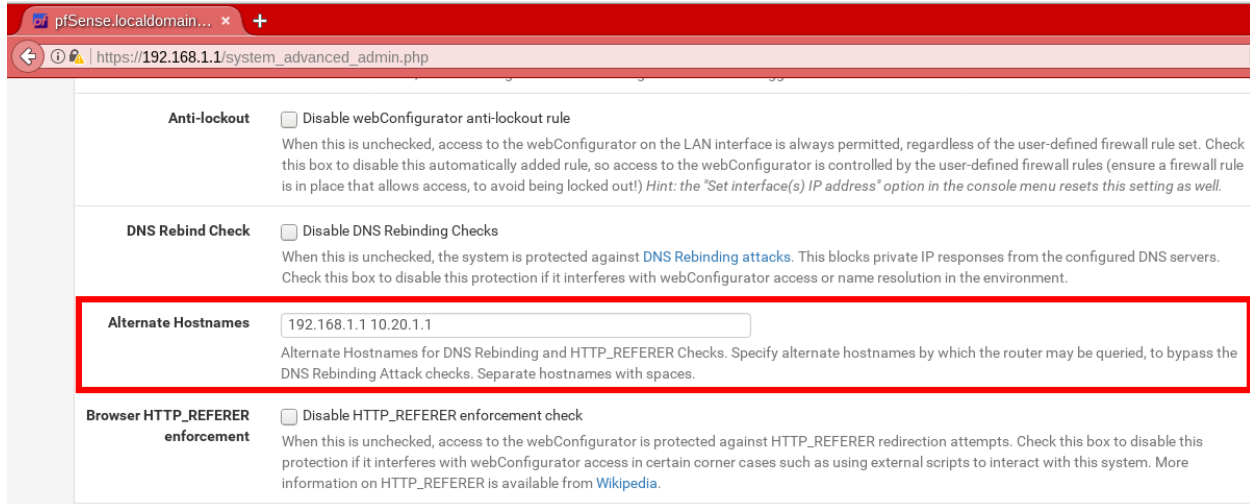 pfSense.localdomain... × +
https://192.168.1.1/system_advanced_admin.php
Anti-lockout
Disable webConfigurator anti-lockout rule
When this is unchecked, access to the webConfigurator on the LAN interface is always permitted, regardless of the user-defined firewall rule set. Check
this box to disable this automatically added rule, so access to the webConfigurator is controlled by the user-defined firewall rules (ensure a firewall rule
is in place that allows access, to avoid being locked out!) Hint: the "Set interface(s) IP address" option in the console menu resets this setting as well.
DNS Rebind Check
Disable DNS Rebinding Checks
When this is unchecked, the system is protected against DNS Rebinding attacks. This blocks private IP responses from the configured DNS servers.
Check this box to disable this protection if it interferes with webConfigurator access or name resolution in the environment.
Alternate Hostnames
192.168.1.1 10.20.1.1
Alternate Hostnames for DNS Rebinding and HTTP_REFERER Checks. Specify alternate hostnames by which the router may be queried, to bypass the
DNS Rebinding Attack checks. Separate hostnames with spaces.
Browser HTTP_REFERER
enforcement
Disable HTTP_REFERER enforcement check
When this is unchecked, access to the webConfigurator is protected against HTTP_REFERER redirection attempts. Check this box to disable this
protection if it interferes with webConfigurator access in certain corner cases such as using external scripts to interact with this system. More
information on HTTP_REFERER is available from Wikipedia.